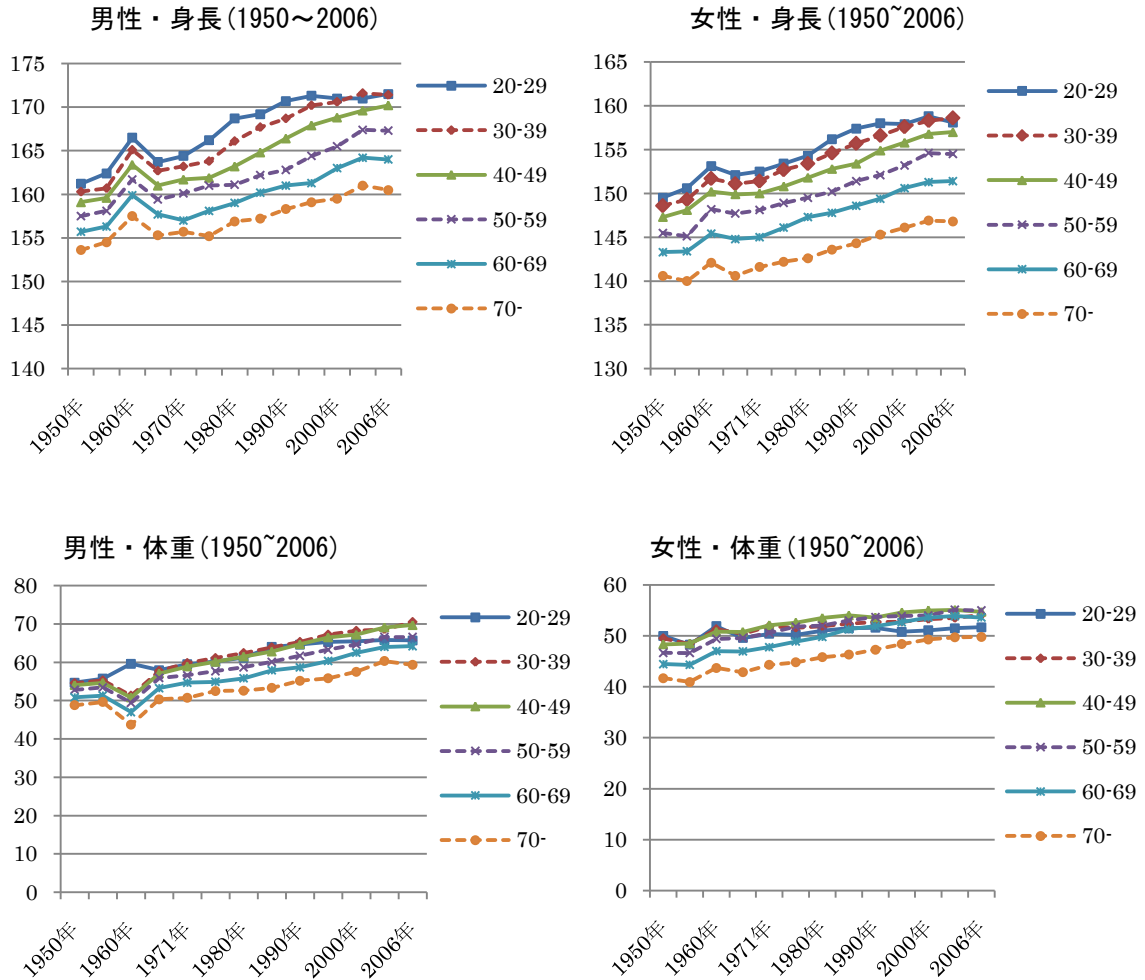 男性・身長(1950～2006)
175
170
165
160
155
150
145
140
1950年
1960年
1970年
1980年
1990年
2000年
2006年
20-29
30-39
40-49
50-59
60-69
70-
女性・身長(1950~2006)
165
160
155
150
145
140
135
130
1950年
1960年
1971年
1980年
1990年
2000年
2006年
20-29
30-39
40-49
50-59
60-69
70-
男性・体重(1950~2006)
80
70
60
50
40
30
20
10
0
1950年
1960年
1971年
1980年
1990年
2000年
2006年
20-29
30-39
40-49
50-59
60-69
70-
女性・体重(1950~2006)
60
50
40
30
20
10
0
1950年
1960年
1971年
1980年
1990年
2000年
2006年
20-29
30-39
40-49
50-59
60-69
70-